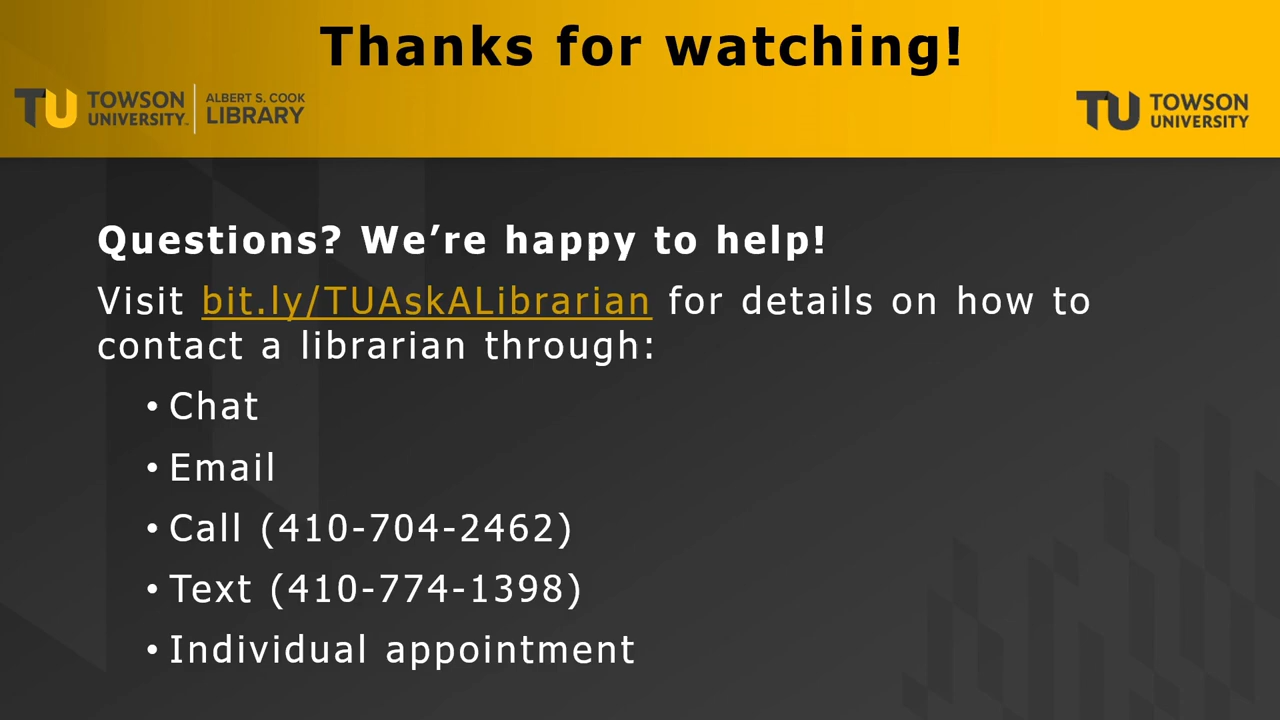 Thanks for watching!
TU TOWSON UNIVERSITY™ ALBERT S. COOK LIBRARY
TU TOWSON UNIVERSITY
Questions? We’re happy to help!
Visit bit.ly/TUAskALibrarian for details on how to
contact a librarian through:
• Chat
• Email
• Call (410-704-2462)
• Text (410-774-1398)
• Individual appointment